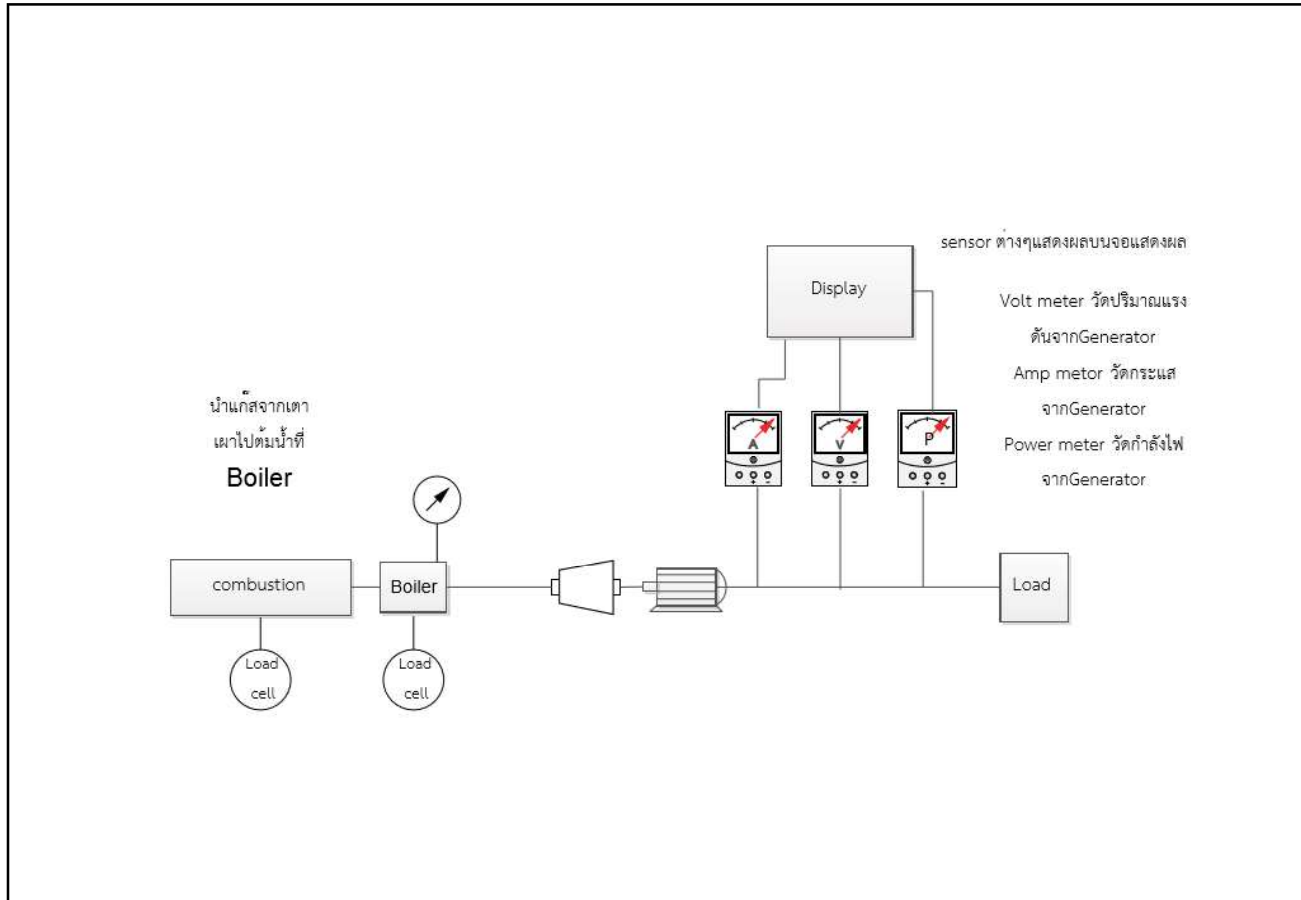 sensor ต่างๆแสดงผลบนจอแสดงผล
Display
Volt meter วัดปริมาณแรง
ดันจากGenerator
Amp metor วัดกระแส
จากGenerator
Power meter วัดกำลังไฟ
จากGenerator
A
V
P
นำแก๊สจากเตา
เผาไปต้มน้ำที่
Boiler
combustion
Boiler
Load
Load
cell
Load
cell